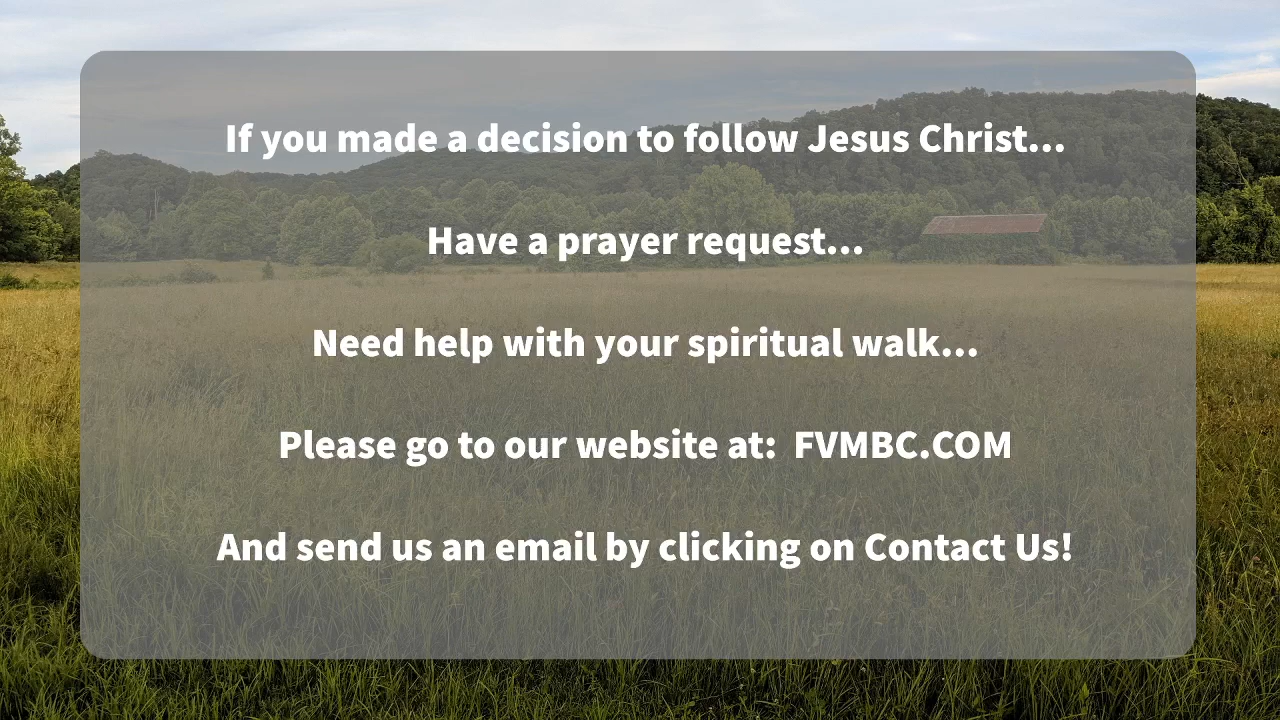 If you made a decision to follow Jesus Christ...
Have a prayer request...
Need help with your spiritual walk...
Please go to our website at:  FVMBC.COM
And send us an email by clicking on Contact Us!